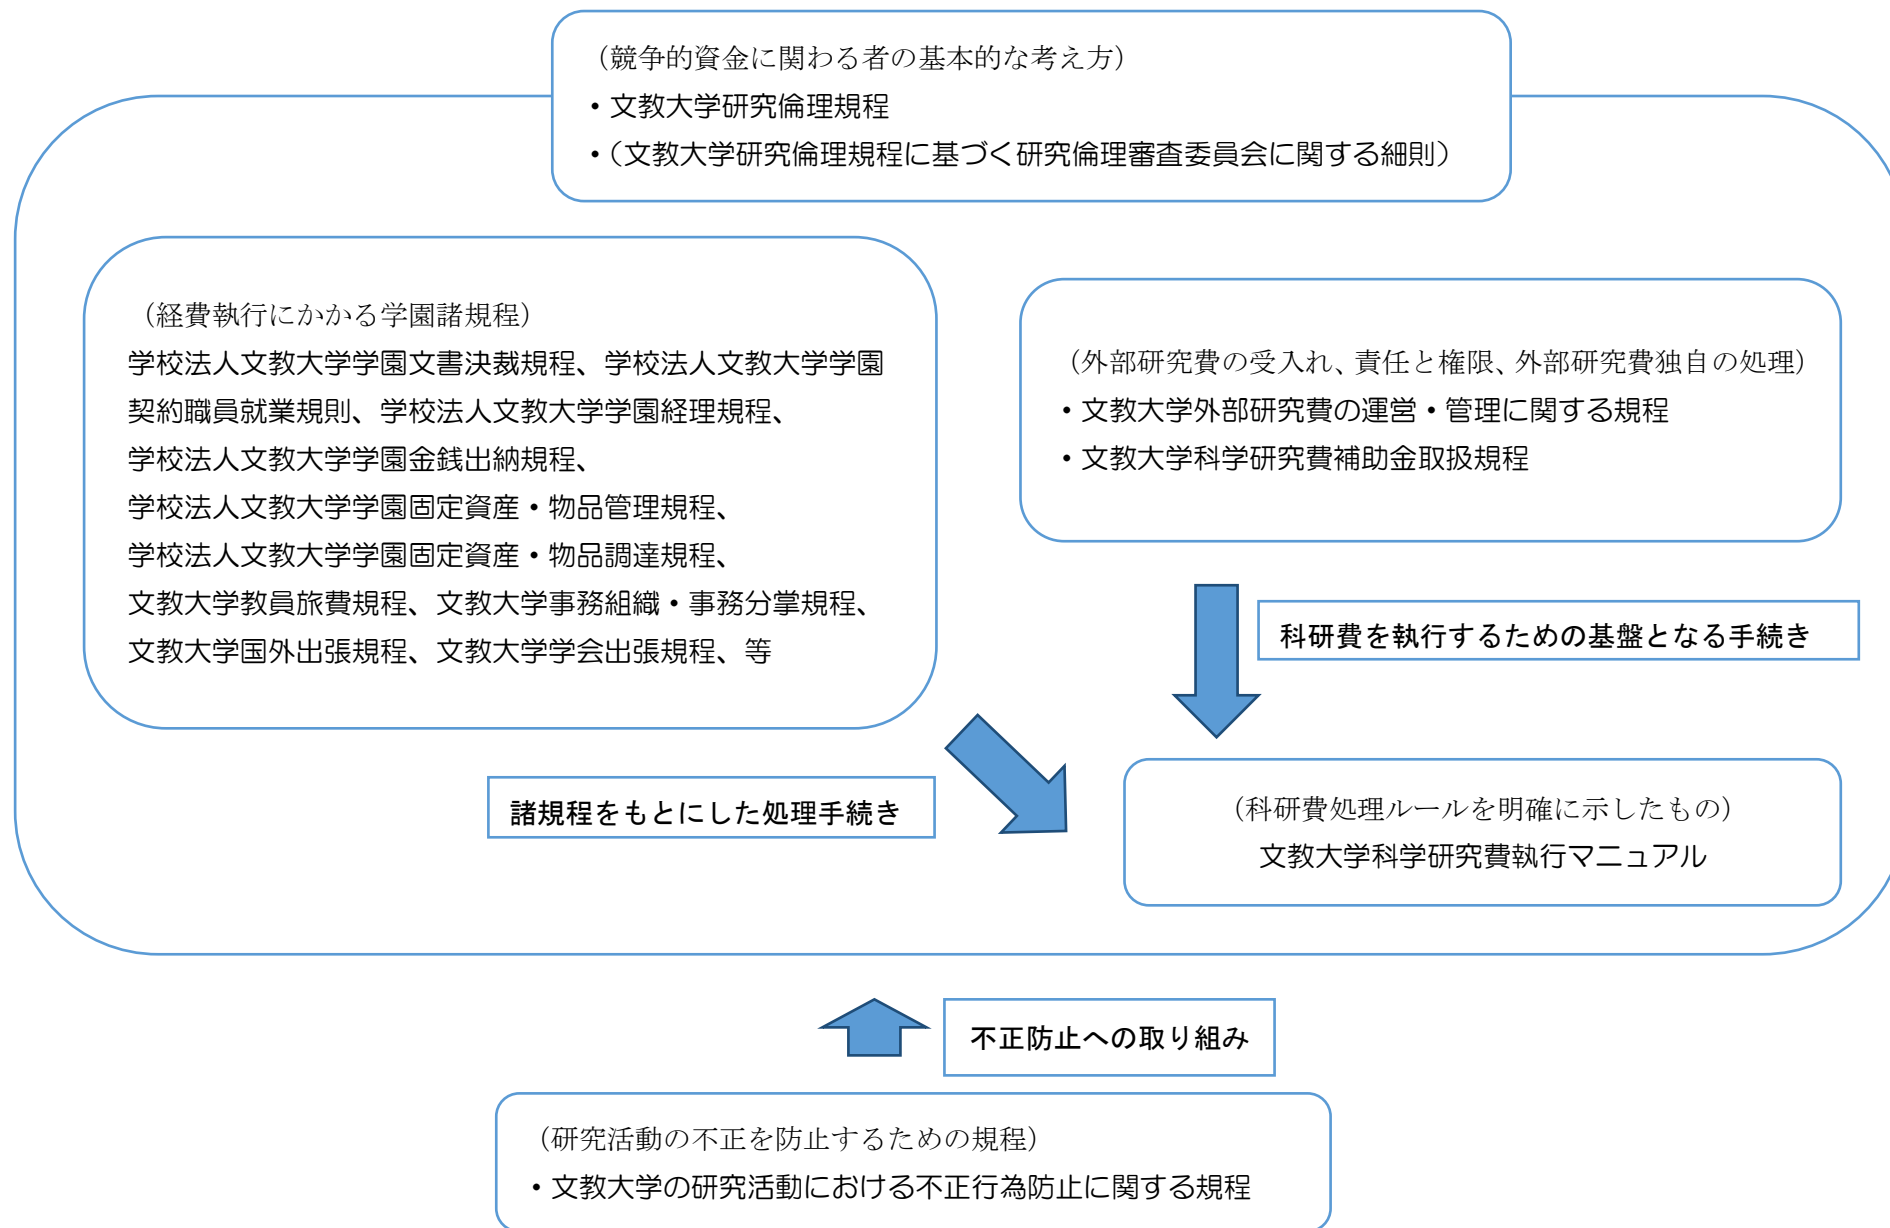 （競争的資金に関わる者の基本的な考え方）
・文教大学研究倫理規程
・（文教大学研究倫理規程に基づく研究倫理審査委員会に関する細則）
（経費執行にかかる学園諸規程）
学校法人文教大学学園文書決裁規程、学校法人文教大学学園
契約職員就業規則、学校法人文教大学学園経理規程、
学校法人文教大学学園金銭出納規程、
学校法人文教大学学園固定資産・物品管理規程、
学校法人文教大学学園固定資産・物品調達規程、
文教大学教員旅費規程、文教大学事務組織・事務分掌規程、
文教大学国外出張規程、文教大学学会出張規程、等
（外部研究費の受入れ、責任と権限、外部研究費独自の処理）
・文教大学外部研究費の運営・管理に関する規程
・文教大学科学研究費補助金取扱規程
科研費を執行するための基盤となる手続き
諸規程をもとにした処理手続き
（科研費処理ルールを明確に示したもの）
文教大学科学研究費執行マニュアル
不正防止への取り組み
（研究活動の不正を防止するための規程）
・文教大学の研究活動における不正行為防止に関する規程